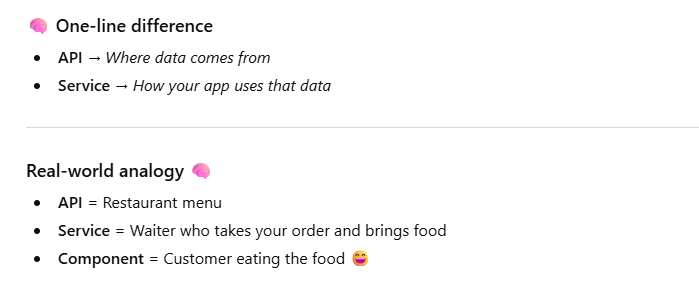 🧠 One-line difference
• API → Where data comes from
• Service → How your app uses that data
Real-world analogy 🧠
• API = Restaurant menu
• Service = Waiter who takes your order and brings food
• Component = Customer eating the food 😄